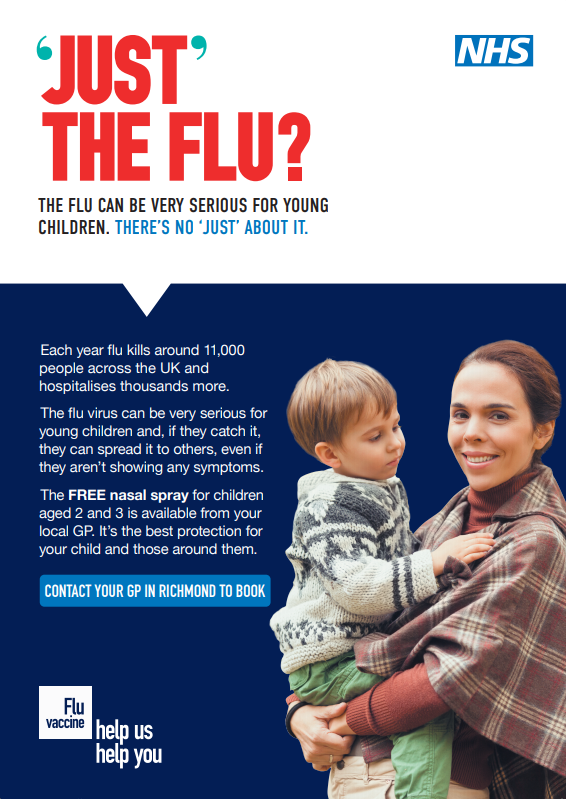 ‘JUST’
THE FLU?
NHS
THE FLU CAN BE VERY SERIOUS FOR YOUNG
CHILDREN. THERE’S NO ‘JUST’ ABOUT IT.
Each year flu kills around 11,000
people across the UK and
hospitalises thousands more.
The flu virus can be very serious for
young children and, if they catch it,
they can spread it to others, even if
they aren’t showing any symptoms.
The FREE nasal spray for children
aged 2 and 3 is available from your
local GP. It’s the best protection for
your child and those around them.
CONTACT YOUR GP IN RICHMOND TO BOOK
Flu
vaccine
help us
help you